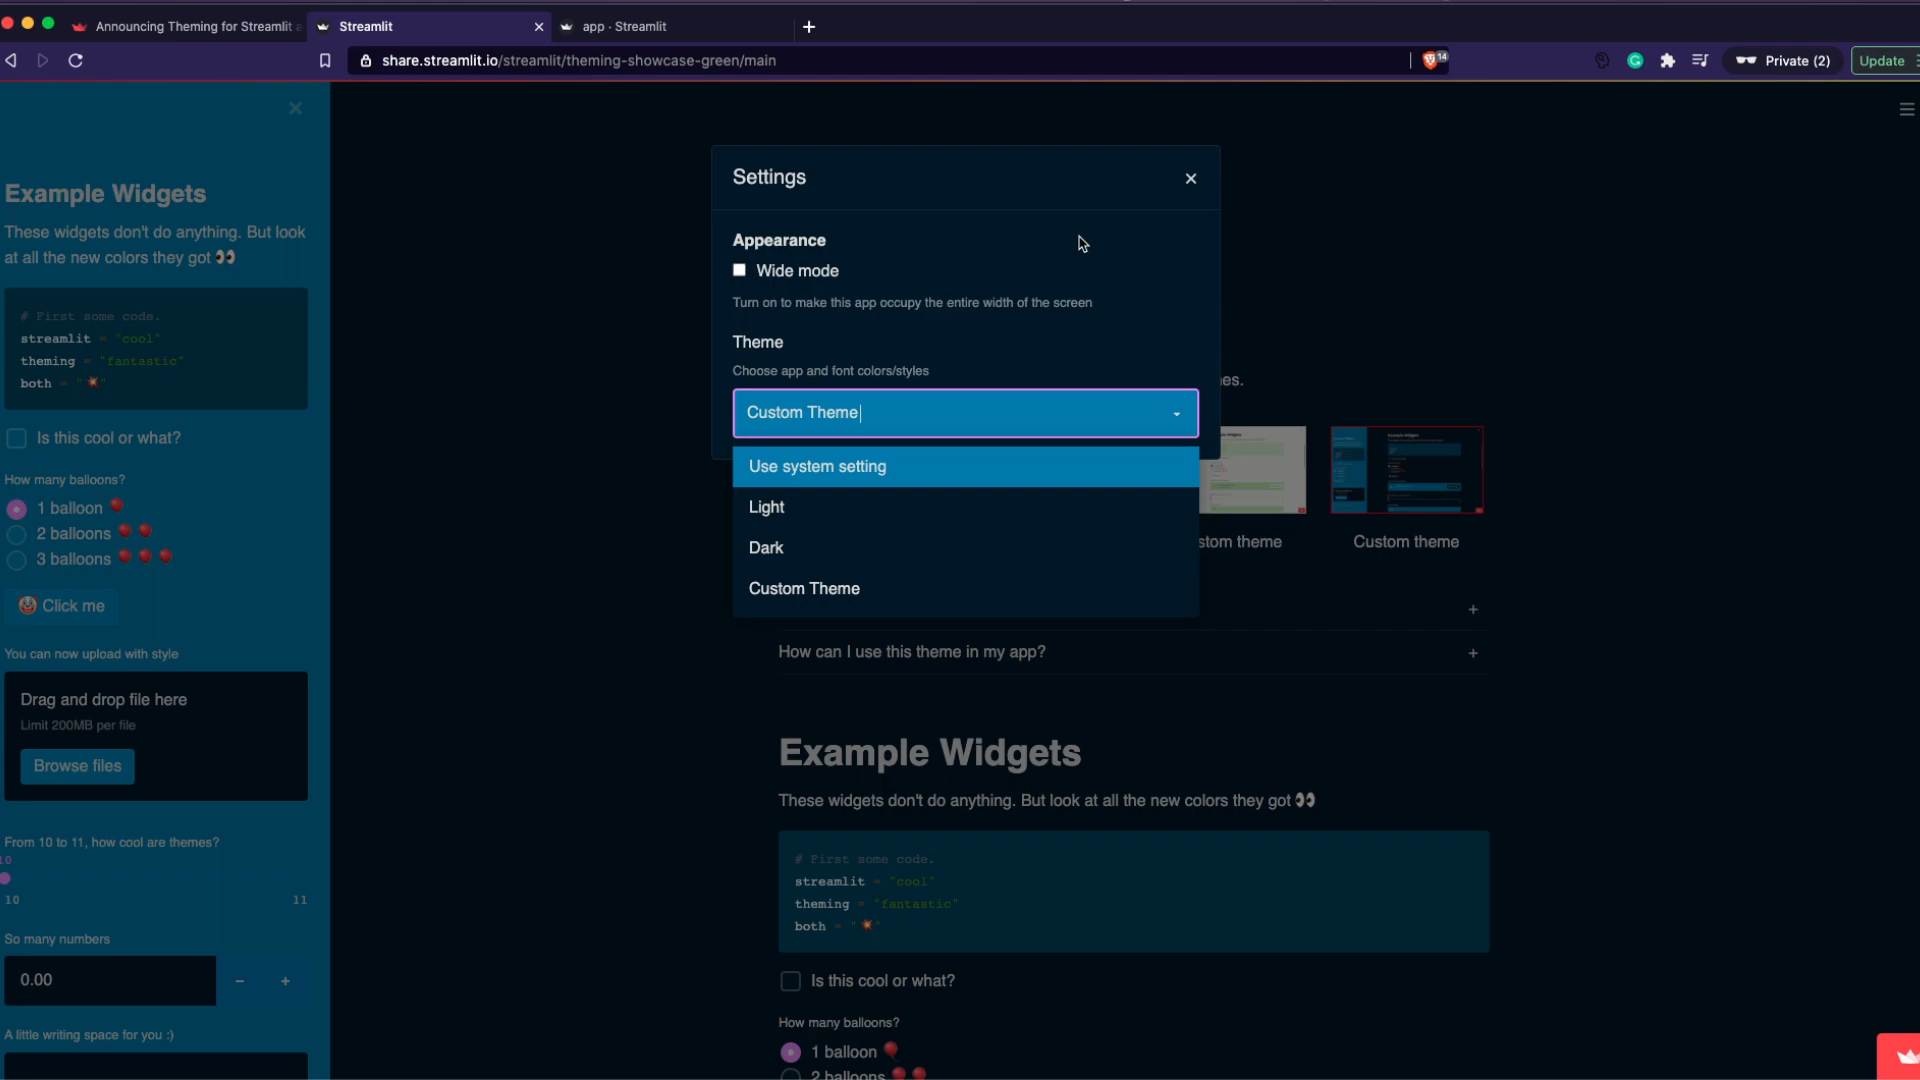 Announcing Theming for Streamlit
Streamlit
app · Streamlit
share.streamlit.io/streamlit/theming-showcase-green/main
14
Private (2)
Update
Example Widgets
These widgets don't do anything. But look
at all the new colors they got 👀
# First some code.
streamlit = "cool"
theming = "fantastic"
both = "💥"
Is this cool or what?
How many balloons?
1 balloon 🎈
2 balloons 🎈🎈
3 balloons 🎈🎈🎈
🤡 Click me
You can now upload with style
Drag and drop file here
Limit 200MB per file
Browse files
From 10 to 11, how cool are themes?
10
10
11
So many numbers
0.00
A little writing space for you :)
Settings
Appearance
Wide mode
Turn on to make this app occupy the entire width of the screen
Theme
Choose app and font colors/styles
Custom Theme
Use system setting
Light
Dark
Custom Theme
es.
stom theme
Custom theme
How can I use this theme in my app?
Example Widgets
These widgets don't do anything. But look at all the new colors they got 👀
# First some code.
streamlit = "cool"
theming = "fantastic"
both = "💥"
Is this cool or what?
How many balloons?
1 balloon 🎈
2 balloons 🎈🎈